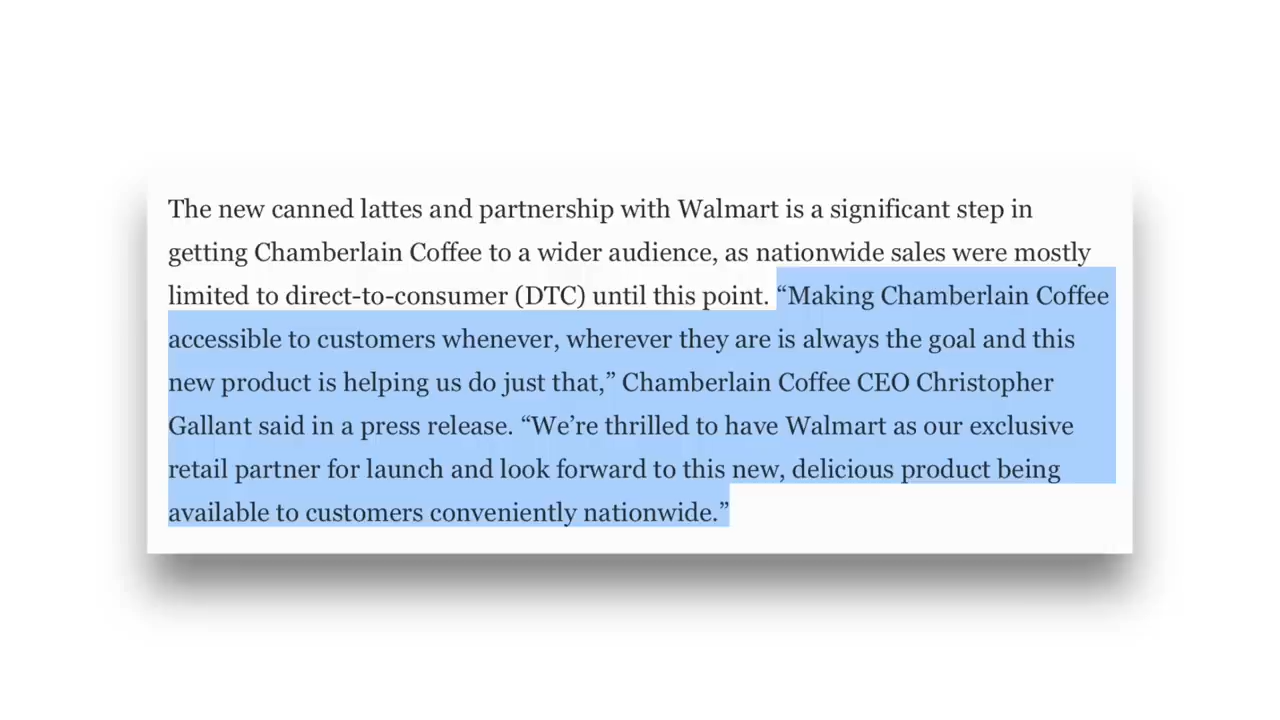 The new canned lattes and partnership with Walmart is a significant step in
getting Chamberlain Coffee to a wider audience, as nationwide sales were mostly
limited to direct-to-consumer (DTC) until this point. “Making Chamberlain Coffee
accessible to customers whenever, wherever they are is always the goal and this
new product is helping us do just that,” Chamberlain Coffee CEO Christopher
Gallant said in a press release. “We’re thrilled to have Walmart as our exclusive
retail partner for launch and look forward to this new, delicious product being
available to customers conveniently nationwide.”